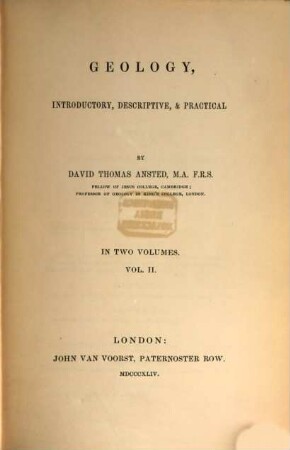 GEOLOGY,
INTRODUCTORY, DESCRIPTIVE, & PRACTICAL
BY
DAVID THOMAS ANSTED, M.A. F.R.S.
FELLOW OF JESUS COLLEGE, CAMBRIDGE;
PROFESSOR OF GEOLOGY IN KING'S COLLEGE, LONDON.
IN TWO VOLUMES.
VOL. II.
LONDON:
JOHN VAN VOORST, PATERNOSTER ROW.
MDCCCXLIV.